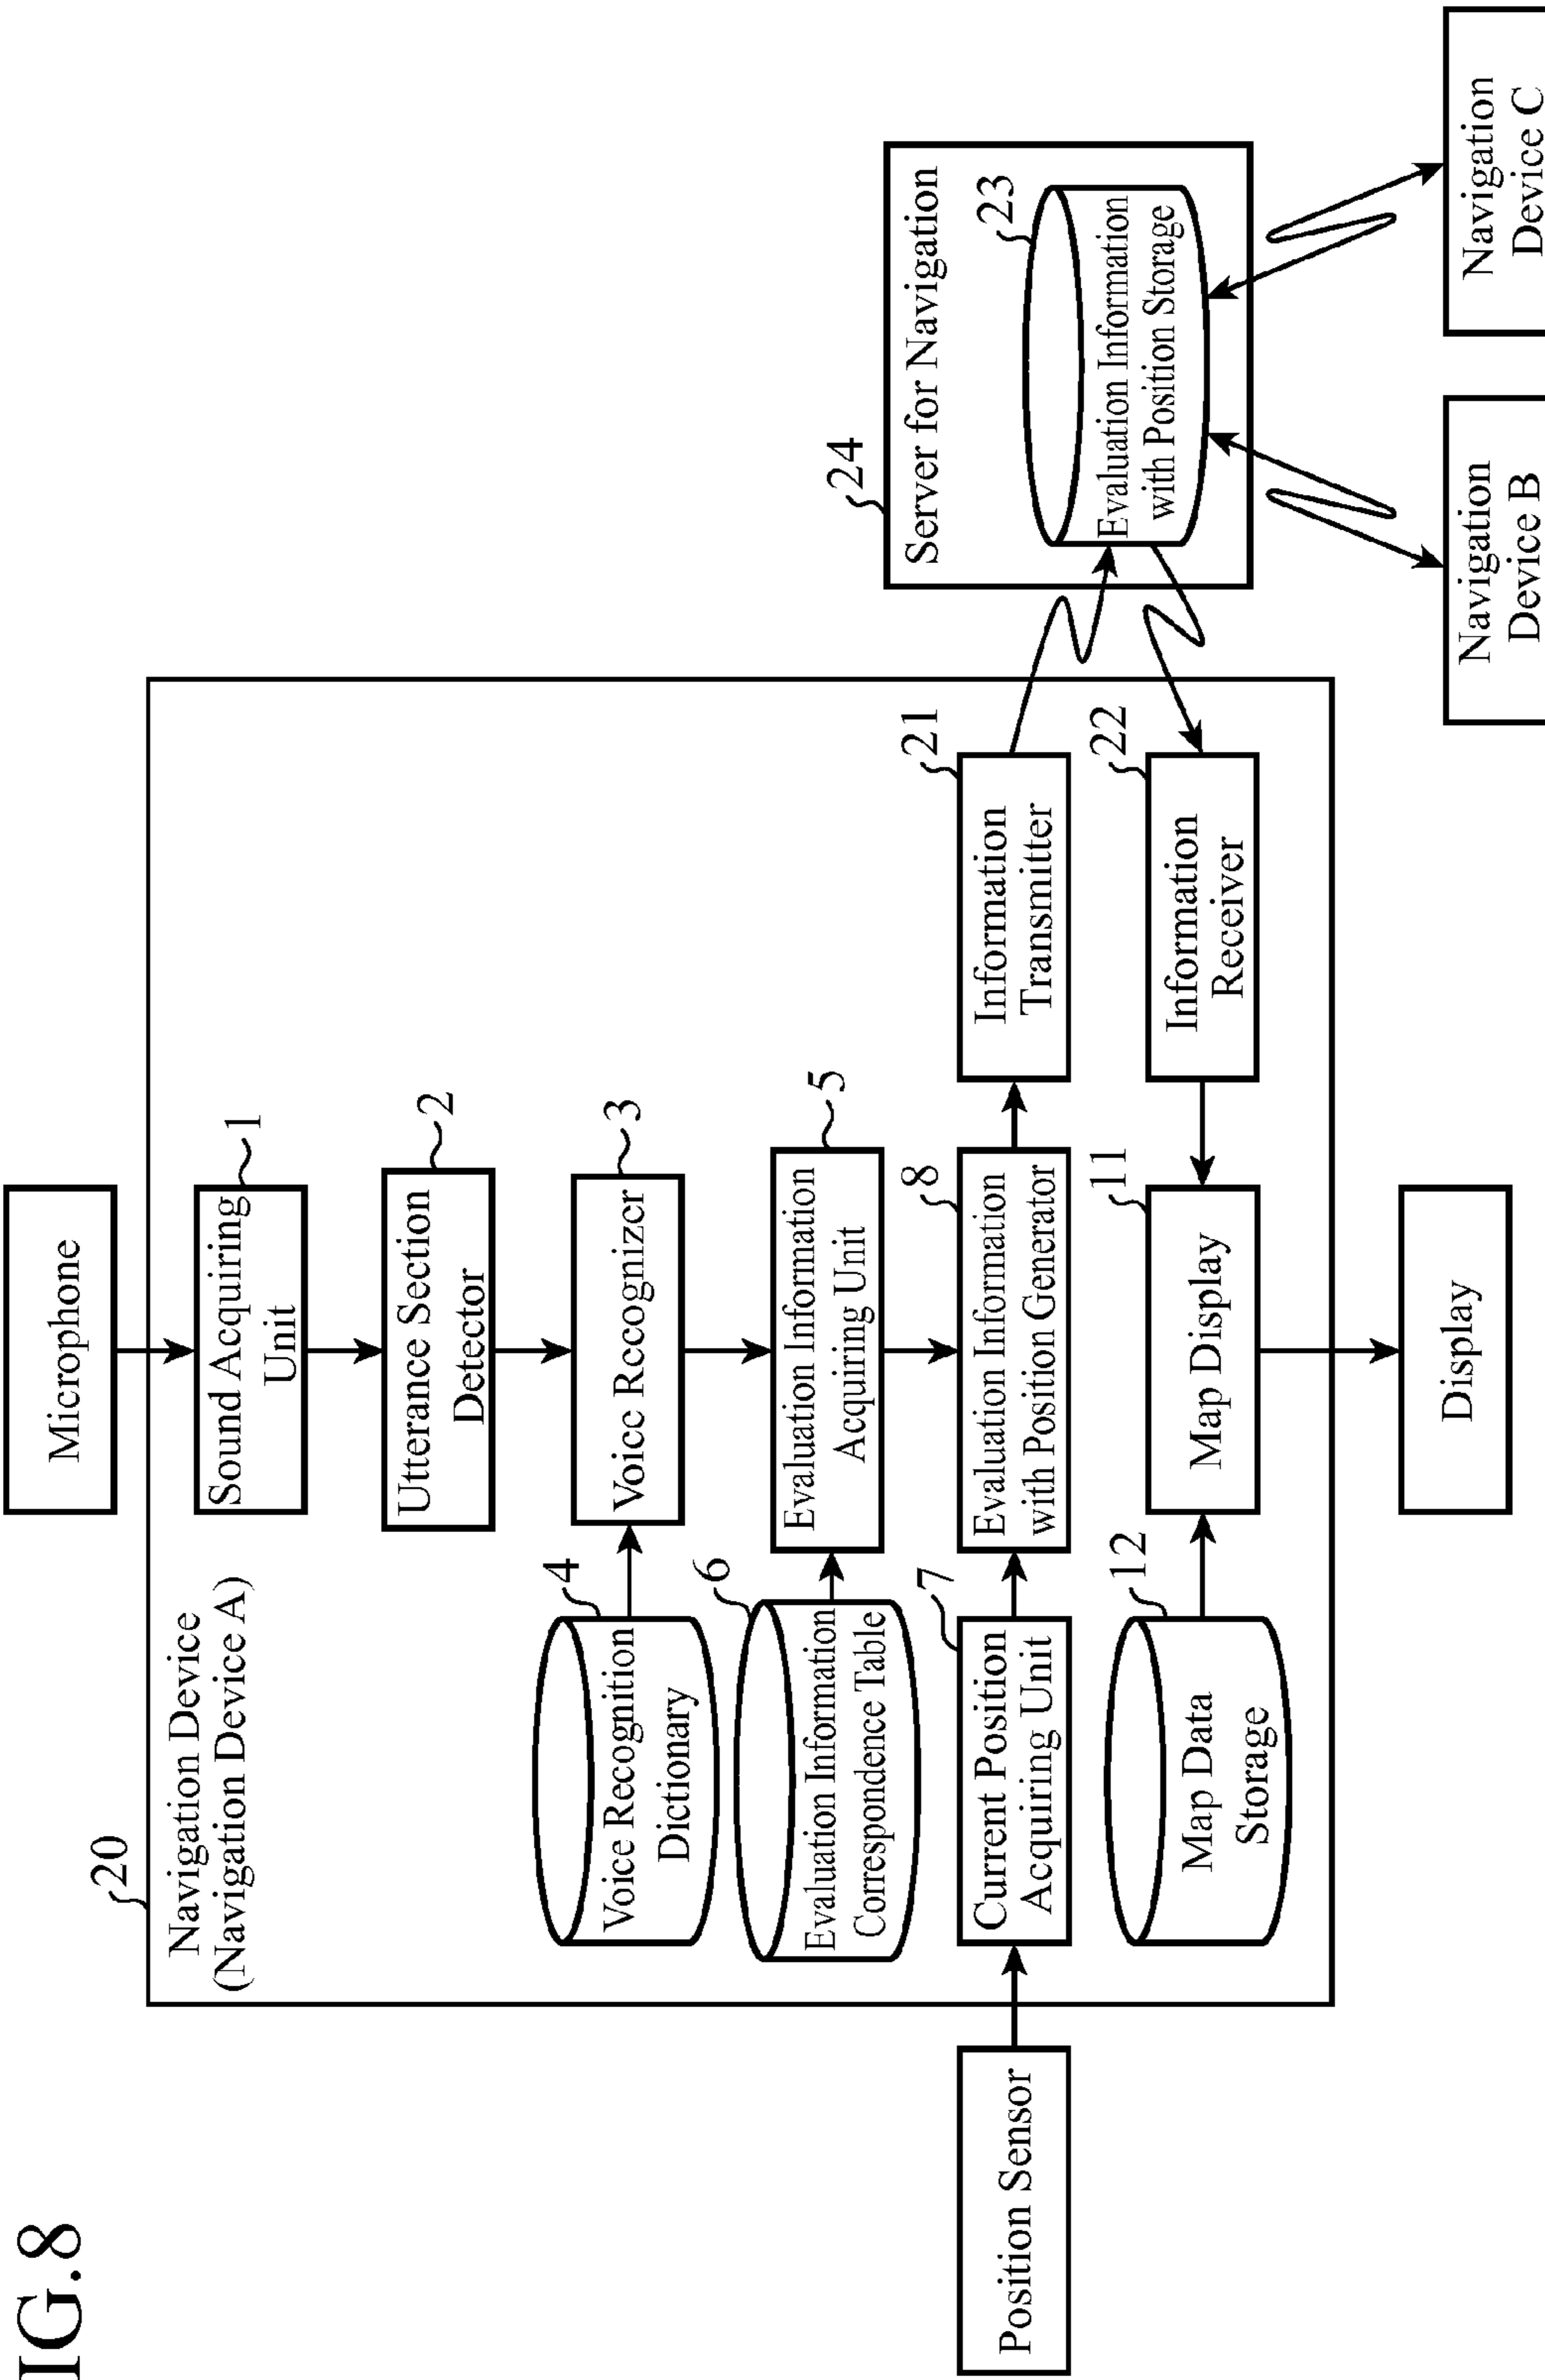 IG.8
20
Navigation Device
(Navigation Device A)
Microphone
Sound Acquiring
Unit
1
Utterance Section
Detector
2
Voice Recognition
Dictionary
4
Voice Recognizer
3
Evaluation Information
Correspondence Table
6
Evaluation Information
Acquiring Unit
5
Position Sensor
Current Position
Acquiring Unit
7
Evaluation Information
with Position Generator
8
Information
Transmitter
21
Map Data
Storage
12
Map Display
11
Information
Receiver
22
Display
24
Server for Navigation
23
Evaluation Information
with Position Storage
Navigation
Device B
Navigation
Device C